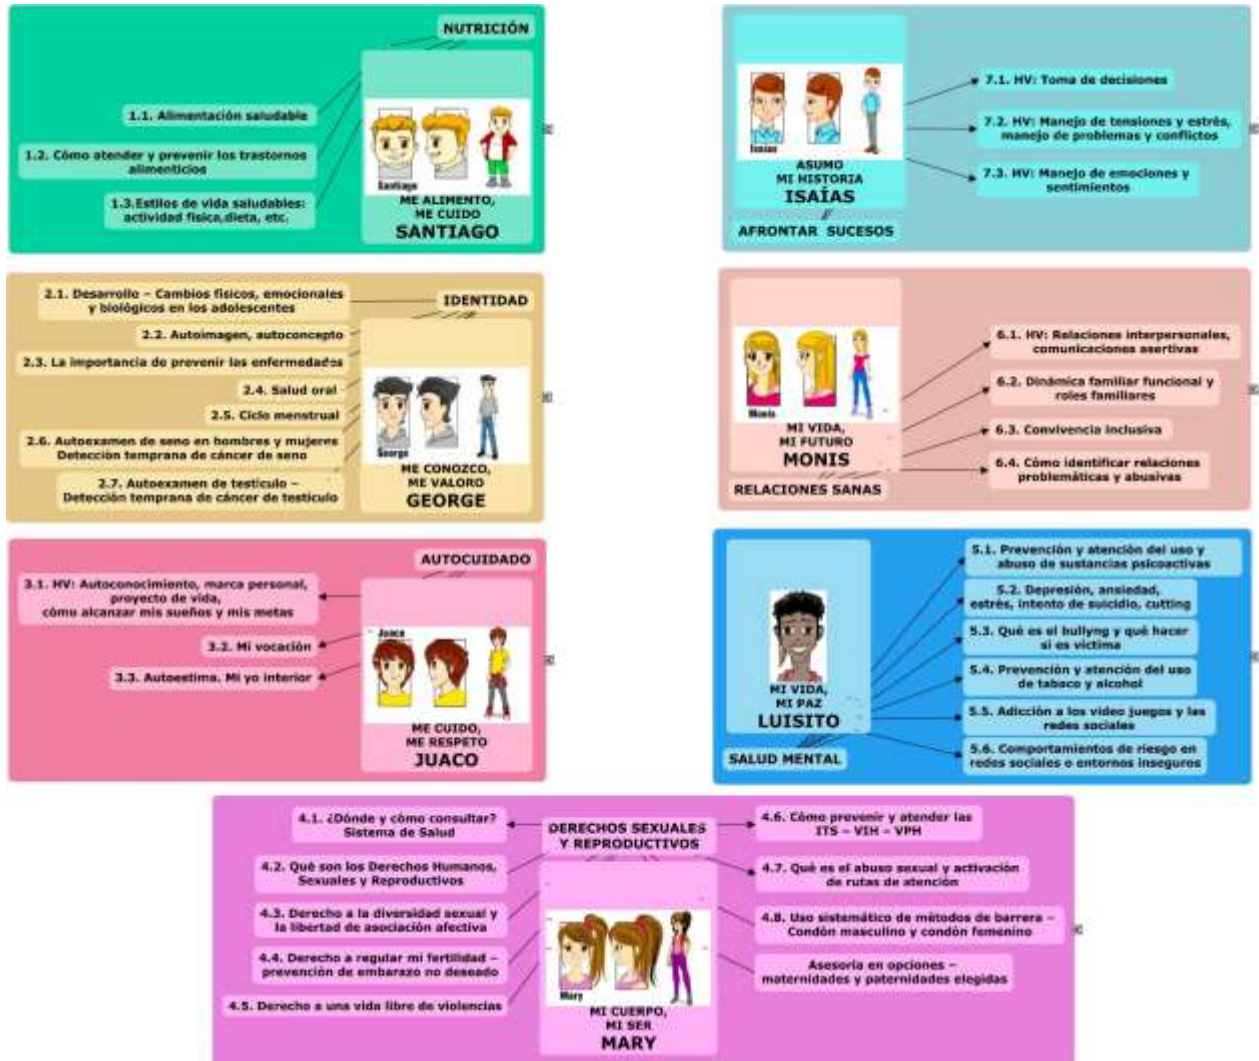 NUTRICIÓN
1.1. Alimentación saludable
1.2. Cómo atender y prevenir los trastornos
alimenticios
1.3.Estilos de vida saludables:
actividad física,dieta, etc.
Santiago
ME ALIMENTO,
ME CUIDO
SANTIAGO
Isaías
ASUMO
MI HISTORIA
ISAÍAS
AFRONTAR SUCESOS
7.1. HV: Toma de decisiones
7.2. HV: Manejo de tensiones y estrés,
manejo de problemas y conflictos
7.3. HV: Manejo de emociones y
sentimientos
IDENTIDAD
2.1. Desarrollo – Cambios físicos, emocionales
y biológicos en los adolescentes
2.2. Autoimagen, autoconcepto
2.3. La importancia de prevenir las enfermedades
2.4. Salud oral
2.5. Ciclo menstrual
2.6. Autoexamen de seno en hombres y mujeres
Detección temprana de cáncer de seno
2.7. Autoexamen de testículo –
Detección temprana de cáncer de testículo
George
ME CONOZCO,
ME VALORO
GEORGE
Monis
MI VIDA,
MI FUTURO
MONIS
RELACIONES SANAS
6.1. HV: Relaciones interpersonales,
comunicaciones asertivas
6.2. Dinámica familiar funcional y
roles familiares
6.3. Convivencia inclusiva
6.4. Cómo identificar relaciones
problemáticas y abusivas
AUTOCUIDADO
3.1. HV: Autoconocimiento, marca personal,
proyecto de vida,
cómo alcanzar mis sueños y mis metas
3.2. Mi vocación
3.3. Autoestima. Mi yo interior
Juaco
ME CUIDO,
ME RESPETO
JUACO
MI VIDA,
MI PAZ
LUISITO
SALUD MENTAL
5.1. Prevención y atención del uso y
abuso de sustancias psicoactivas
5.2. Depresión, ansiedad,
estrés, intento de suicidio, cutting
5.3. Qué es el bullyng y qué hacer
si es víctima
5.4. Prevención y atención del uso
de tabaco y alcohol
5.5. Adicción a los video juegos y las
redes sociales
5.6. Comportamientos de riesgo en
redes sociales o entornos inseguros
DERECHOS SEXUALES
Y REPRODUCTIVOS
4.1. ¿Dónde y cómo consultar?
Sistema de Salud
4.2. Qué son los Derechos Humanos,
Sexuales y Reproductivos
4.3. Derecho a la diversidad sexual y
la libertad de asociación afectiva
4.4. Derecho a regular mi fertilidad –
prevención de embarazo no deseado
4.5. Derecho a una vida libre de violencias
Mary
MI CUERPO,
MI SER
MARY
4.6. Cómo prevenir y atender las
ITS – VIH – VPH
4.7. Qué es el abuso sexual y activación
de rutas de atención
4.8. Uso sistemático de métodos de barrera –
Condón masculino y condón femenino
Asesoría en opciones –
maternidades y paternidades elegidas